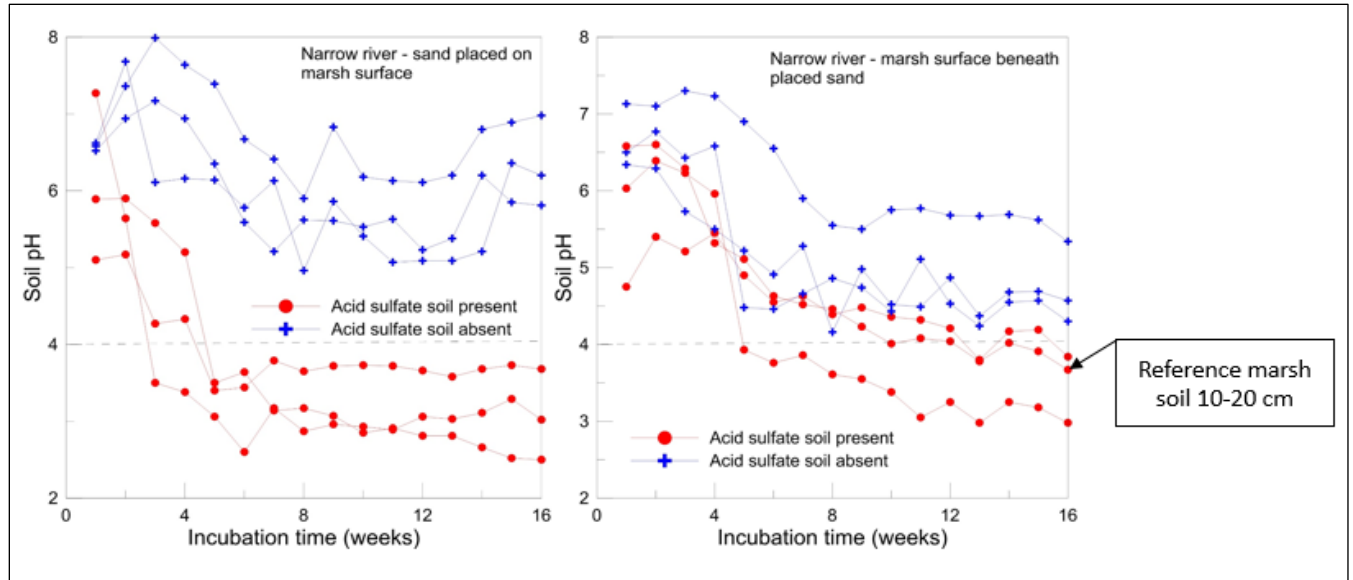 8
6
4
2
0
4
8
12
16
Soil pH
Incubation time (weeks)
Narrow river - sand placed on
marsh surface
Acid sulfate soil present
Acid sulfate soil absent
8
7
6
5
4
3
2
0
4
8
12
16
Soil pH
Incubation time (weeks)
Narrow river - marsh surface beneath
placed sand
Acid sulfate soil present
Acid sulfate soil absent
Reference marsh
soil 10-20 cm